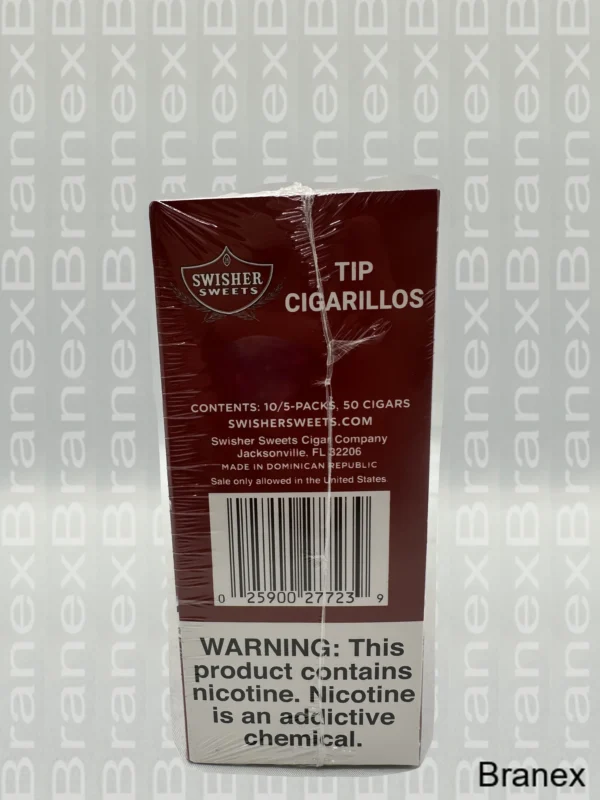 SWISHER
SWEETS
TIP
CIGARILLOS
CONTENTS: 10/5-PACKS, 50 CIGARS
SWISHERSWEETS.COM
Swisher Sweets Cigar Company
Jacksonville, FL 32206
MADE IN DOMINICAN REPUBLIC
Sale only allowed in the United States
0 25900 27723 9
WARNING: This
product contains
nicotine. Nicotine
is an addictive
chemical.
Branex